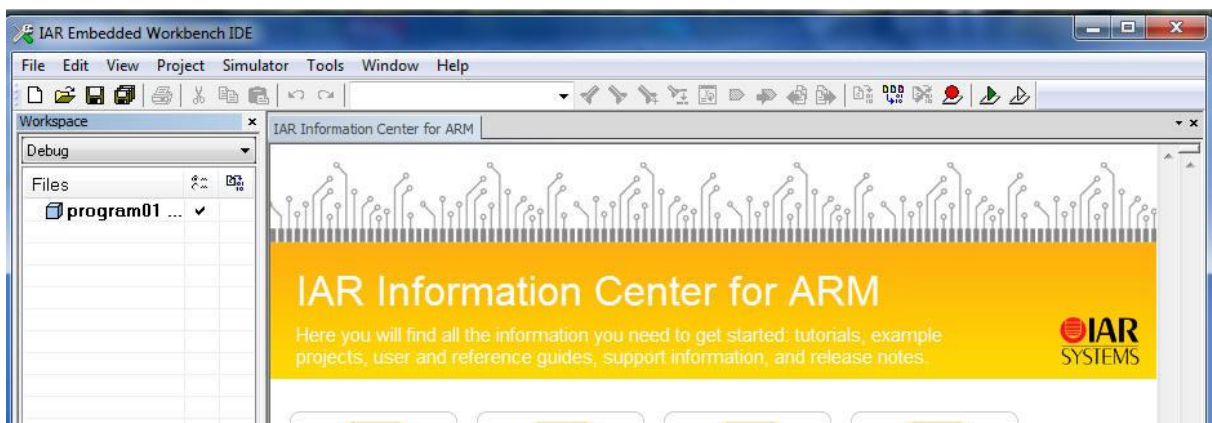 IAR Embedded Workbench IDE
File Edit View Project Simulator Tools Window Help
Workspace
IAR Information Center for ARM
Debug
Files
program01 ...
IAR Information Center for ARM
Here you will find all the information you need to get started: tutorials, example
projects, user and reference guides, support information, and release notes.
IAR
SYSTEMS